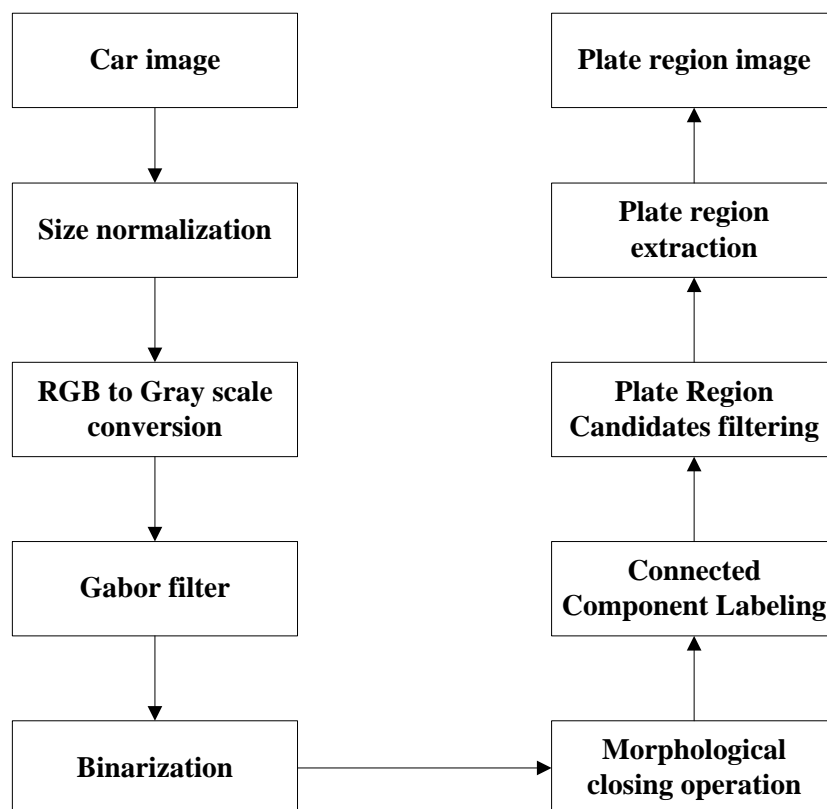 Car image
Size normalization
RGB to Gray scale
conversion
Gabor filter
Binarization
Morphological
closing operation
Connected
Component Labeling
Plate Region
Candidates filtering
Plate region
extraction
Plate region image